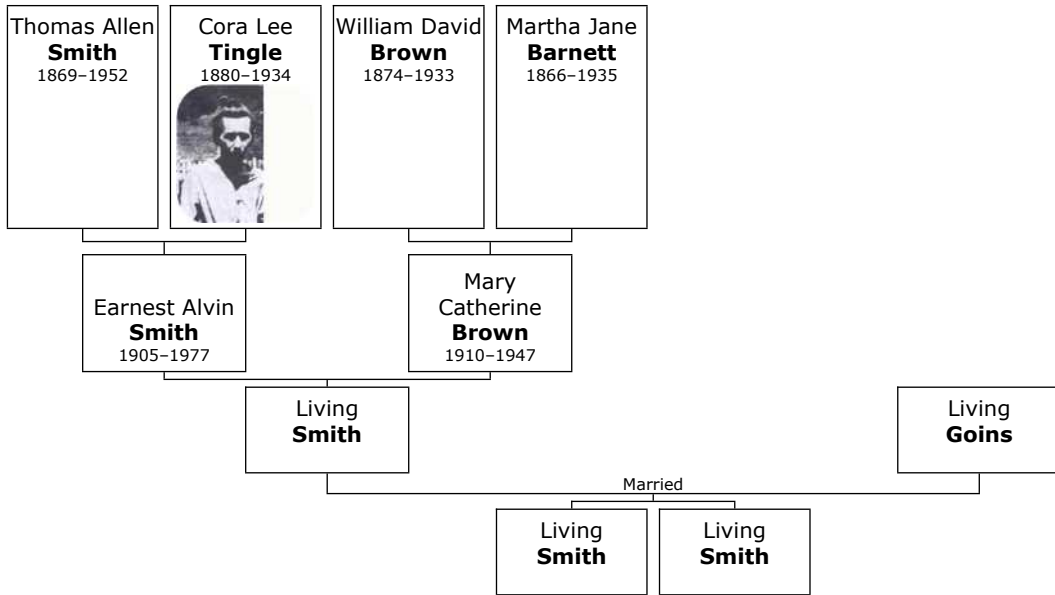 Thomas Allen
Smith
1869–1952
Cora Lee
Tingle
1880–1934
William David
Brown
1874–1933
Martha Jane
Barnett
1866–1935
Earnest Alvin
Smith
1905–1977
Mary
Catherine
Brown
1910–1947
Living
Smith
Living
Goins
Married
Living
Smith
Living
Smith